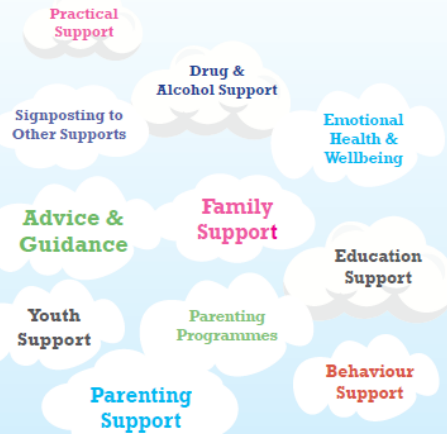 Practical
Support
Drug &
Alcohol Support
Signposting to
Other Supports
Emotional
Health &
Wellbeing
Advice &
Guidance
Family
Support
Education
Support
Youth
Support
Parenting
Programmes
Behaviour
Support
Parenting
Support